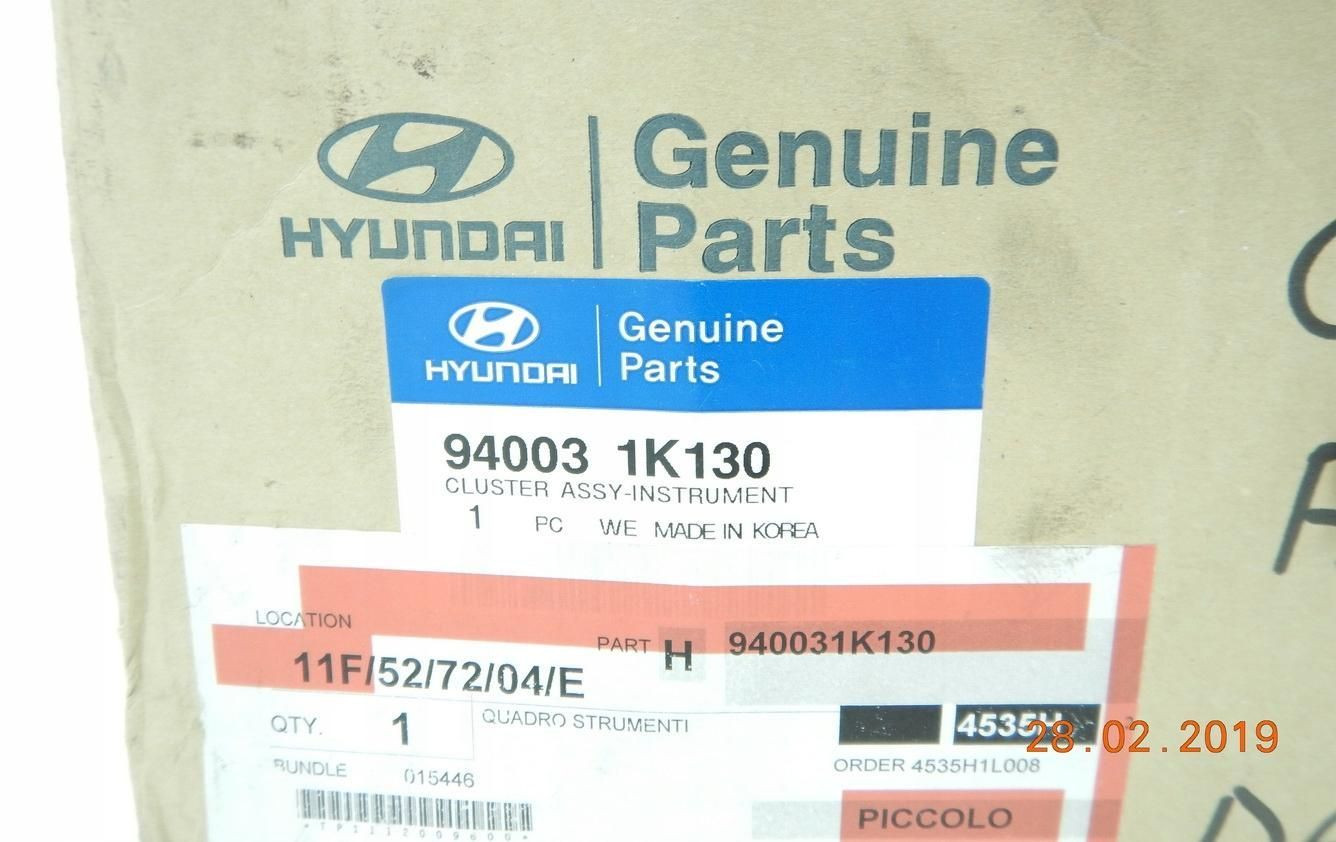 HYUNDAI Genuine Parts
HYUNDAI Genuine Parts
94003 1K130
CLUSTER ASSY-INSTRUMENT
1 PC WE MADE IN KOREA
LOCATION
11F/52/72/04/E
PART H 940031K130
QTY. 1
QUADRO STRUMENTI
4535H
28.02.2019
BUNDLE 015446
ORDER 4535H1L008
PICCOLO